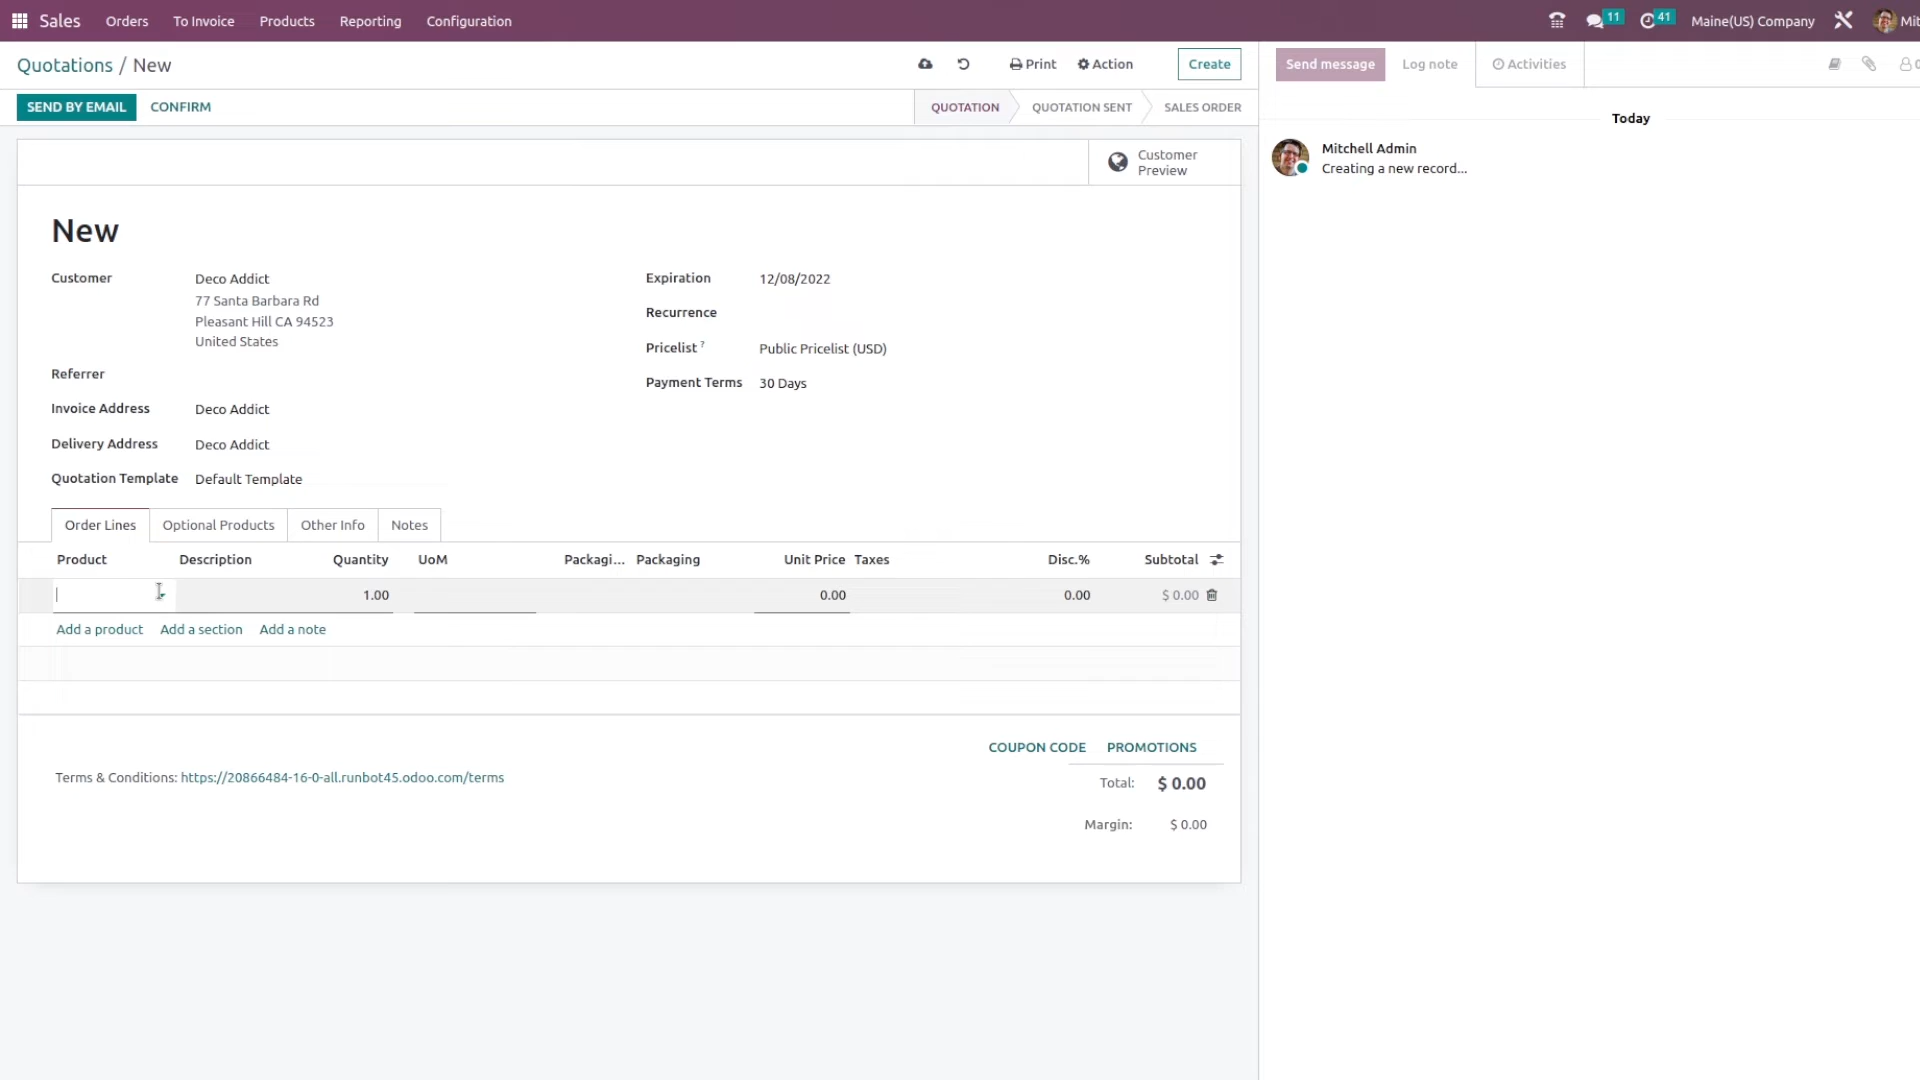 Sales Orders To Invoice Products Reporting Configuration 11 41 Maine(US) Company Mit
Quotations / New Print Action Create Send message Log note Activities 0
SEND BY EMAIL CONFIRM QUOTATION QUOTATION SENT SALES ORDER
Today
Customer Preview
Mitchell Admin
Creating a new record...
New
Customer Deco Addict
77 Santa Barbara Rd
Pleasant Hill CA 94523
United States
Expiration 12/08/2022
Recurrence
Pricelist ? Public Pricelist (USD)
Payment Terms 30 Days
Referrer
Invoice Address Deco Addict
Delivery Address Deco Addict
Quotation Template Default Template
Order Lines Optional Products Other Info Notes
Product Description Quantity UoM Packagi... Packaging Unit Price Taxes Disc.% Subtotal
1.00 0.00 0.00 $ 0.00
Add a product Add a section Add a note
COUPON CODE PROMOTIONS
Terms & Conditions: https://20866484-16-0-all.runbot45.odoo.com/terms
Total: $ 0.00
Margin: $ 0.00